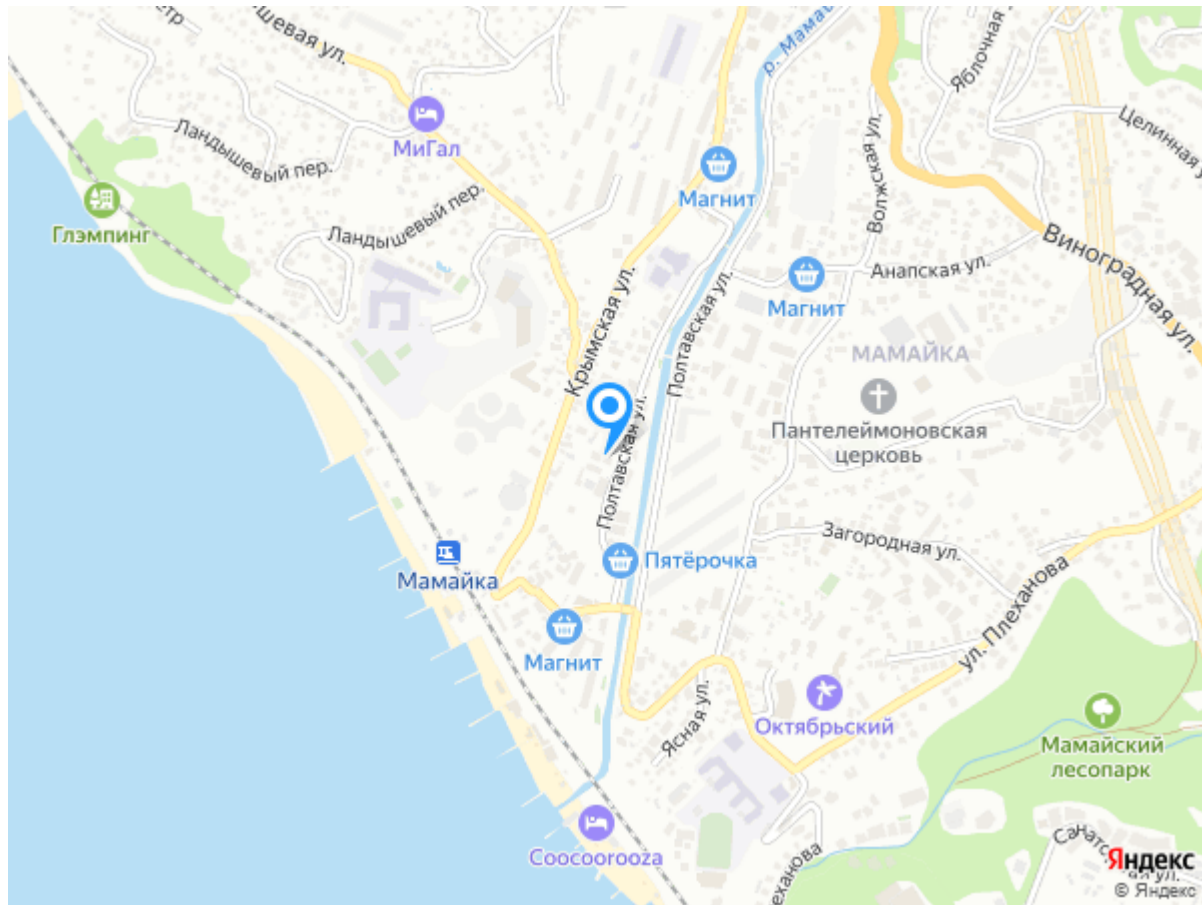 шевая ул.
р. Мамай
Яблочная
Целинная у
МиГал
Ландышевый пер.
Магнит
Волжская ул.
Глэмпинг
Ландышевый пер.
Виноградная ул.
Анапская ул.
Магнит
Крымская ул.
Полтавская ул.
МАМАЙКА
Пантелеймоновская
церковь
Полтавская ул.
Загородная ул.
Пятёрочка
Мамайка
ул. Плеханова
Магнит
Ясная ул.
Октябрьский
Мамайский
лесопарк
Coocoorooza
еханова
Яндекс
© Яндекс